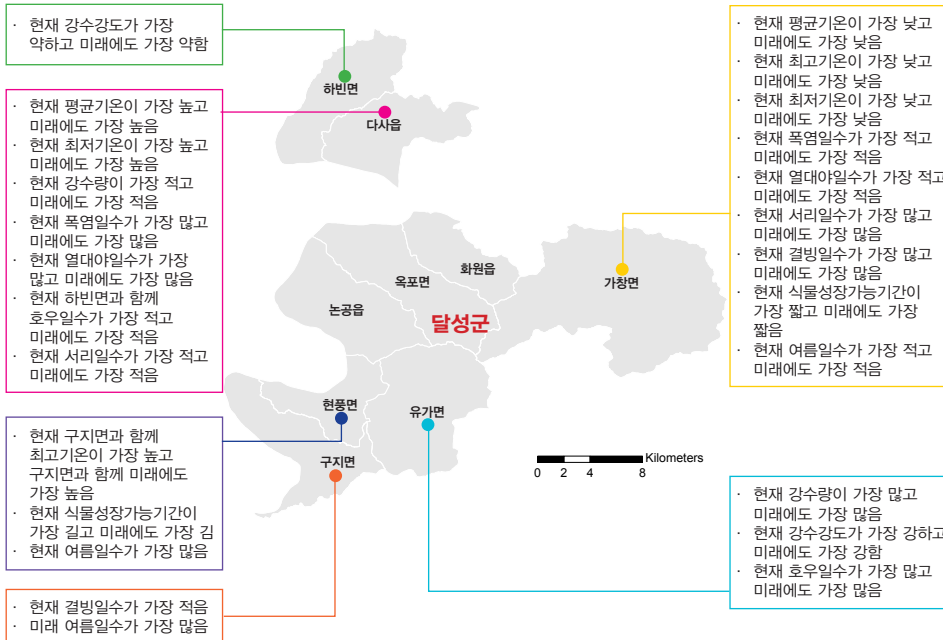 · 현재 강수강도가 가장
약하고 미래에도 가장 약함
· 현재 평균기온이 가장 높고
미래에도 가장 높음
· 현재 최저기온이 가장 높고
미래에도 가장 높음
· 현재 강수량이 가장 적고
미래에도 가장 적음
· 현재 폭염일수가 가장 많고
미래에도 가장 많음
· 현재 열대야일수가 가장
많고 미래에도 가장 많음
· 현재 하빈면과 함께
호우일수가 가장 적고
미래에도 가장 적음
· 현재 서리일수가 가장 적고
미래에도 가장 적음
· 현재 구지면과 함께
최고기온이 가장 높고
구지면과 함께 미래에도
가장 높음
· 현재 식물성장가능기간이
가장 길고 미래에도 가장 김
· 현재 여름일수가 가장 많음
· 현재 결빙일수가 가장 적음
· 미래 여름일수가 가장 많음
하빈면
다사읍
화원읍
옥포면
가창면
논공읍
달성군
현풍면
유가면
구지면
Kilometers
0 2 4 8
· 현재 평균기온이 가장 낮고
미래에도 가장 낮음
· 현재 최고기온이 가장 낮고
미래에도 가장 낮음
· 현재 최저기온이 가장 낮고
미래에도 가장 낮음
· 현재 폭염일수가 가장 적고
미래에도 가장 적음
· 현재 열대야일수가 가장 적고
미래에도 가장 적음
· 현재 서리일수가 가장 많고
미래에도 가장 많음
· 현재 결빙일수가 가장 많고
미래에도 가장 많음
· 현재 식물성장가능기간이
가장 짧고 미래에도 가장
짧음
· 현재 여름일수가 가장 적고
미래에도 가장 적음
· 현재 강수량이 가장 많고
미래에도 가장 많음
· 현재 강수강도가 가장 강하고
미래에도 가장 강함
· 현재 호우일수가 가장 많고
미래에도 가장 많음